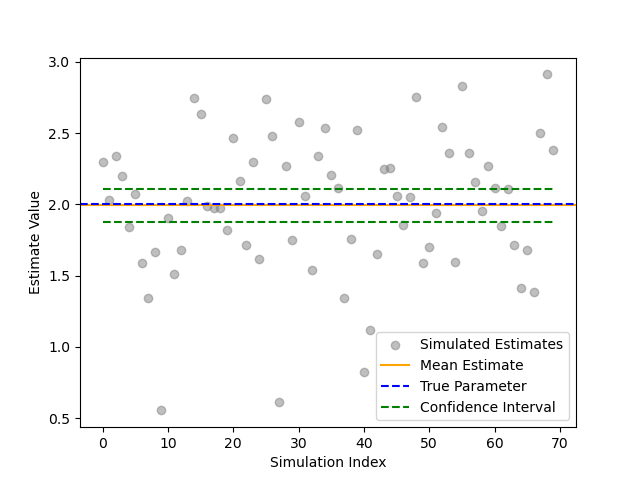 3.0
2.5
2.0
1.5
1.0
0.5
Estimate Value
Simulated Estimates
Mean Estimate
True Parameter
Confidence Interval
0 10 20 30 40 50 60 70
Simulation Index